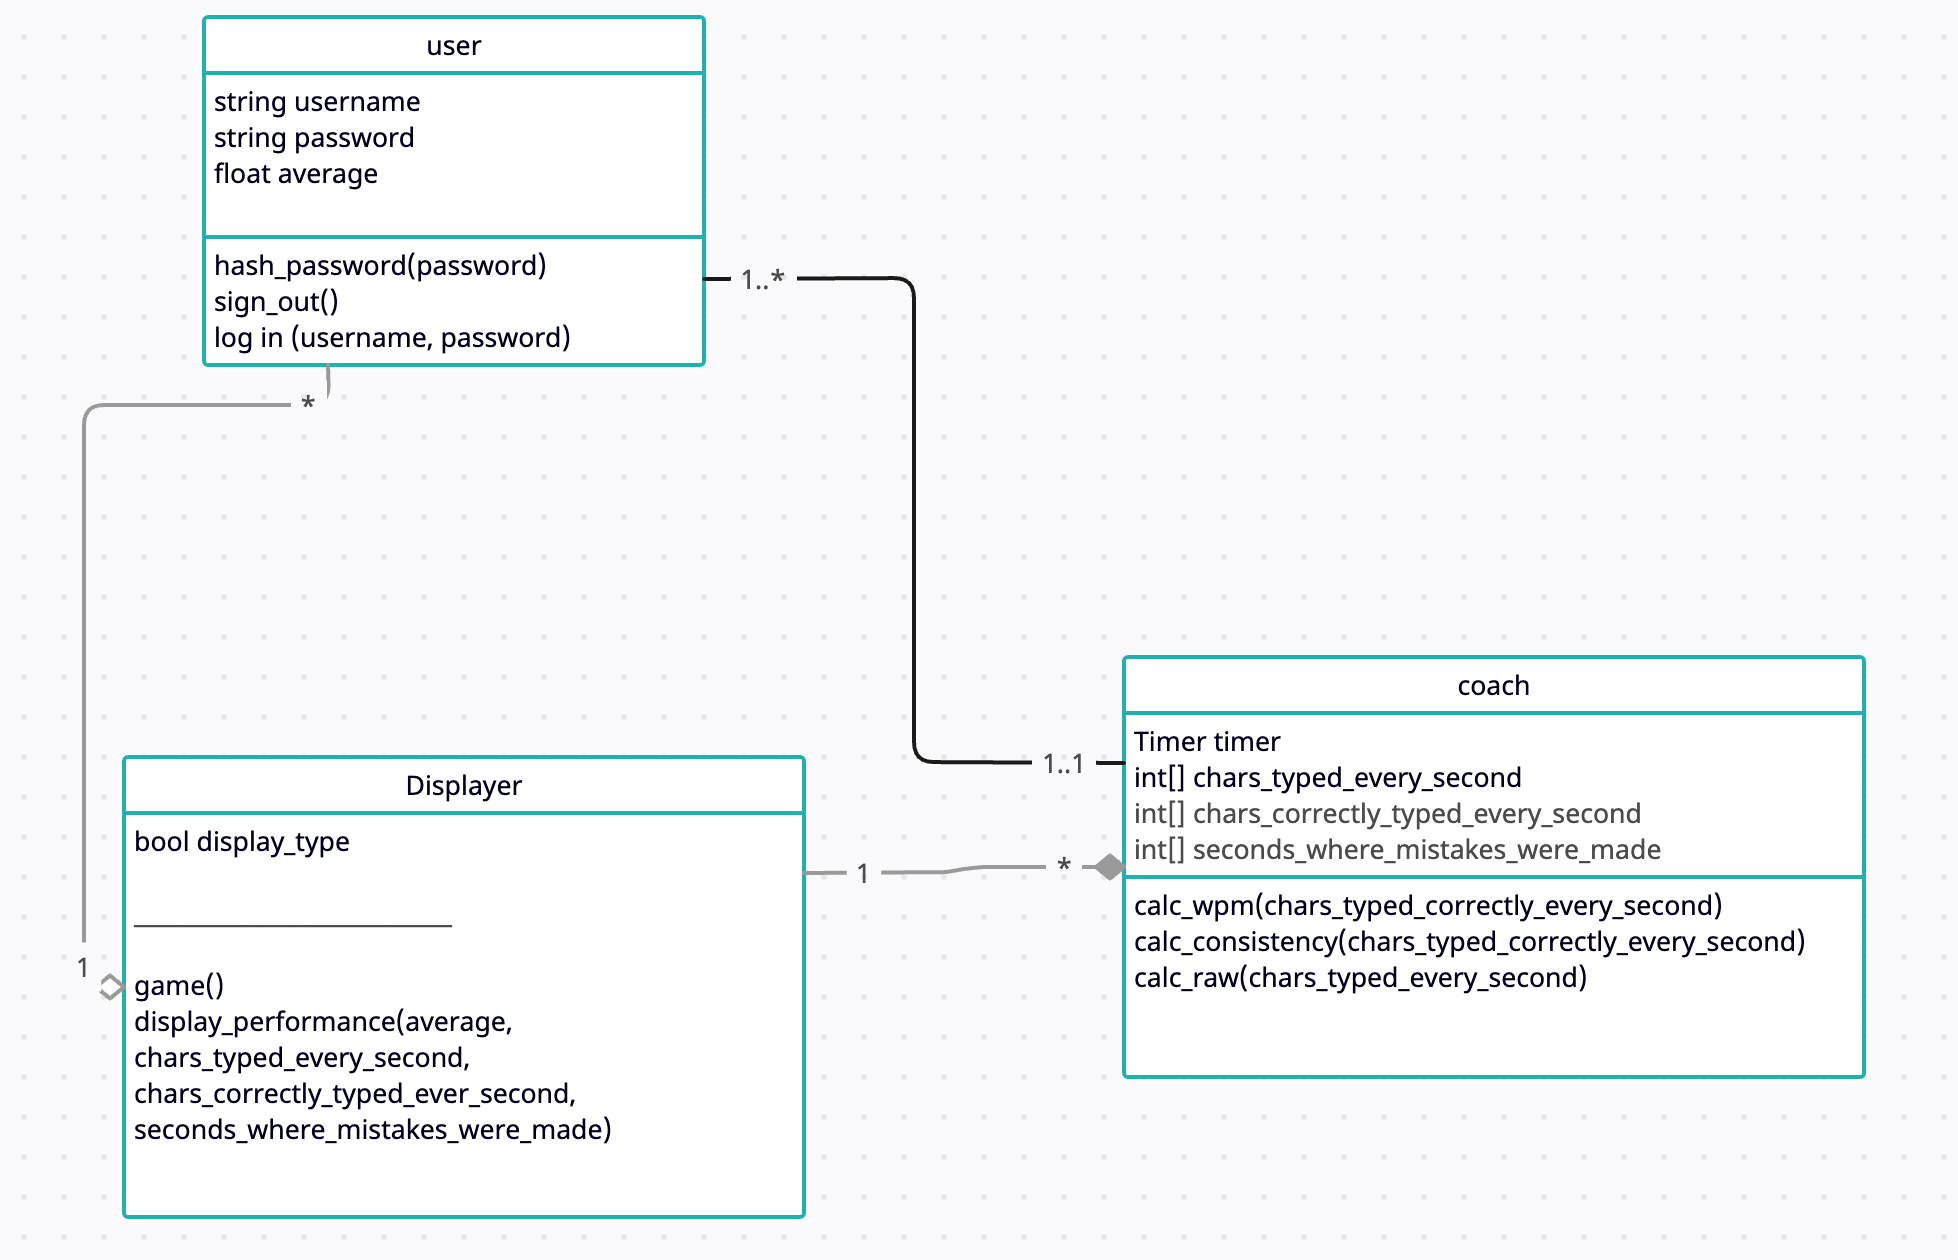 user
string username
string password
float average
hash_password(password)
sign_out()
log in (username, password)
1..*
*
coach
Timer timer
int[] chars_typed_every_second
int[] chars_correctly_typed_every_second
int[] seconds_where_mistakes_were_made
calc_wpm(chars_typed_correctly_every_second)
calc_consistency(chars_typed_correctly_every_second)
calc_raw(chars_typed_every_second)
1..1
*
1
Displayer
bool display_type
game()
display_performance(average,
chars_typed_every_second,
chars_correctly_typed_ever_second,
seconds_where_mistakes_were_made)
1